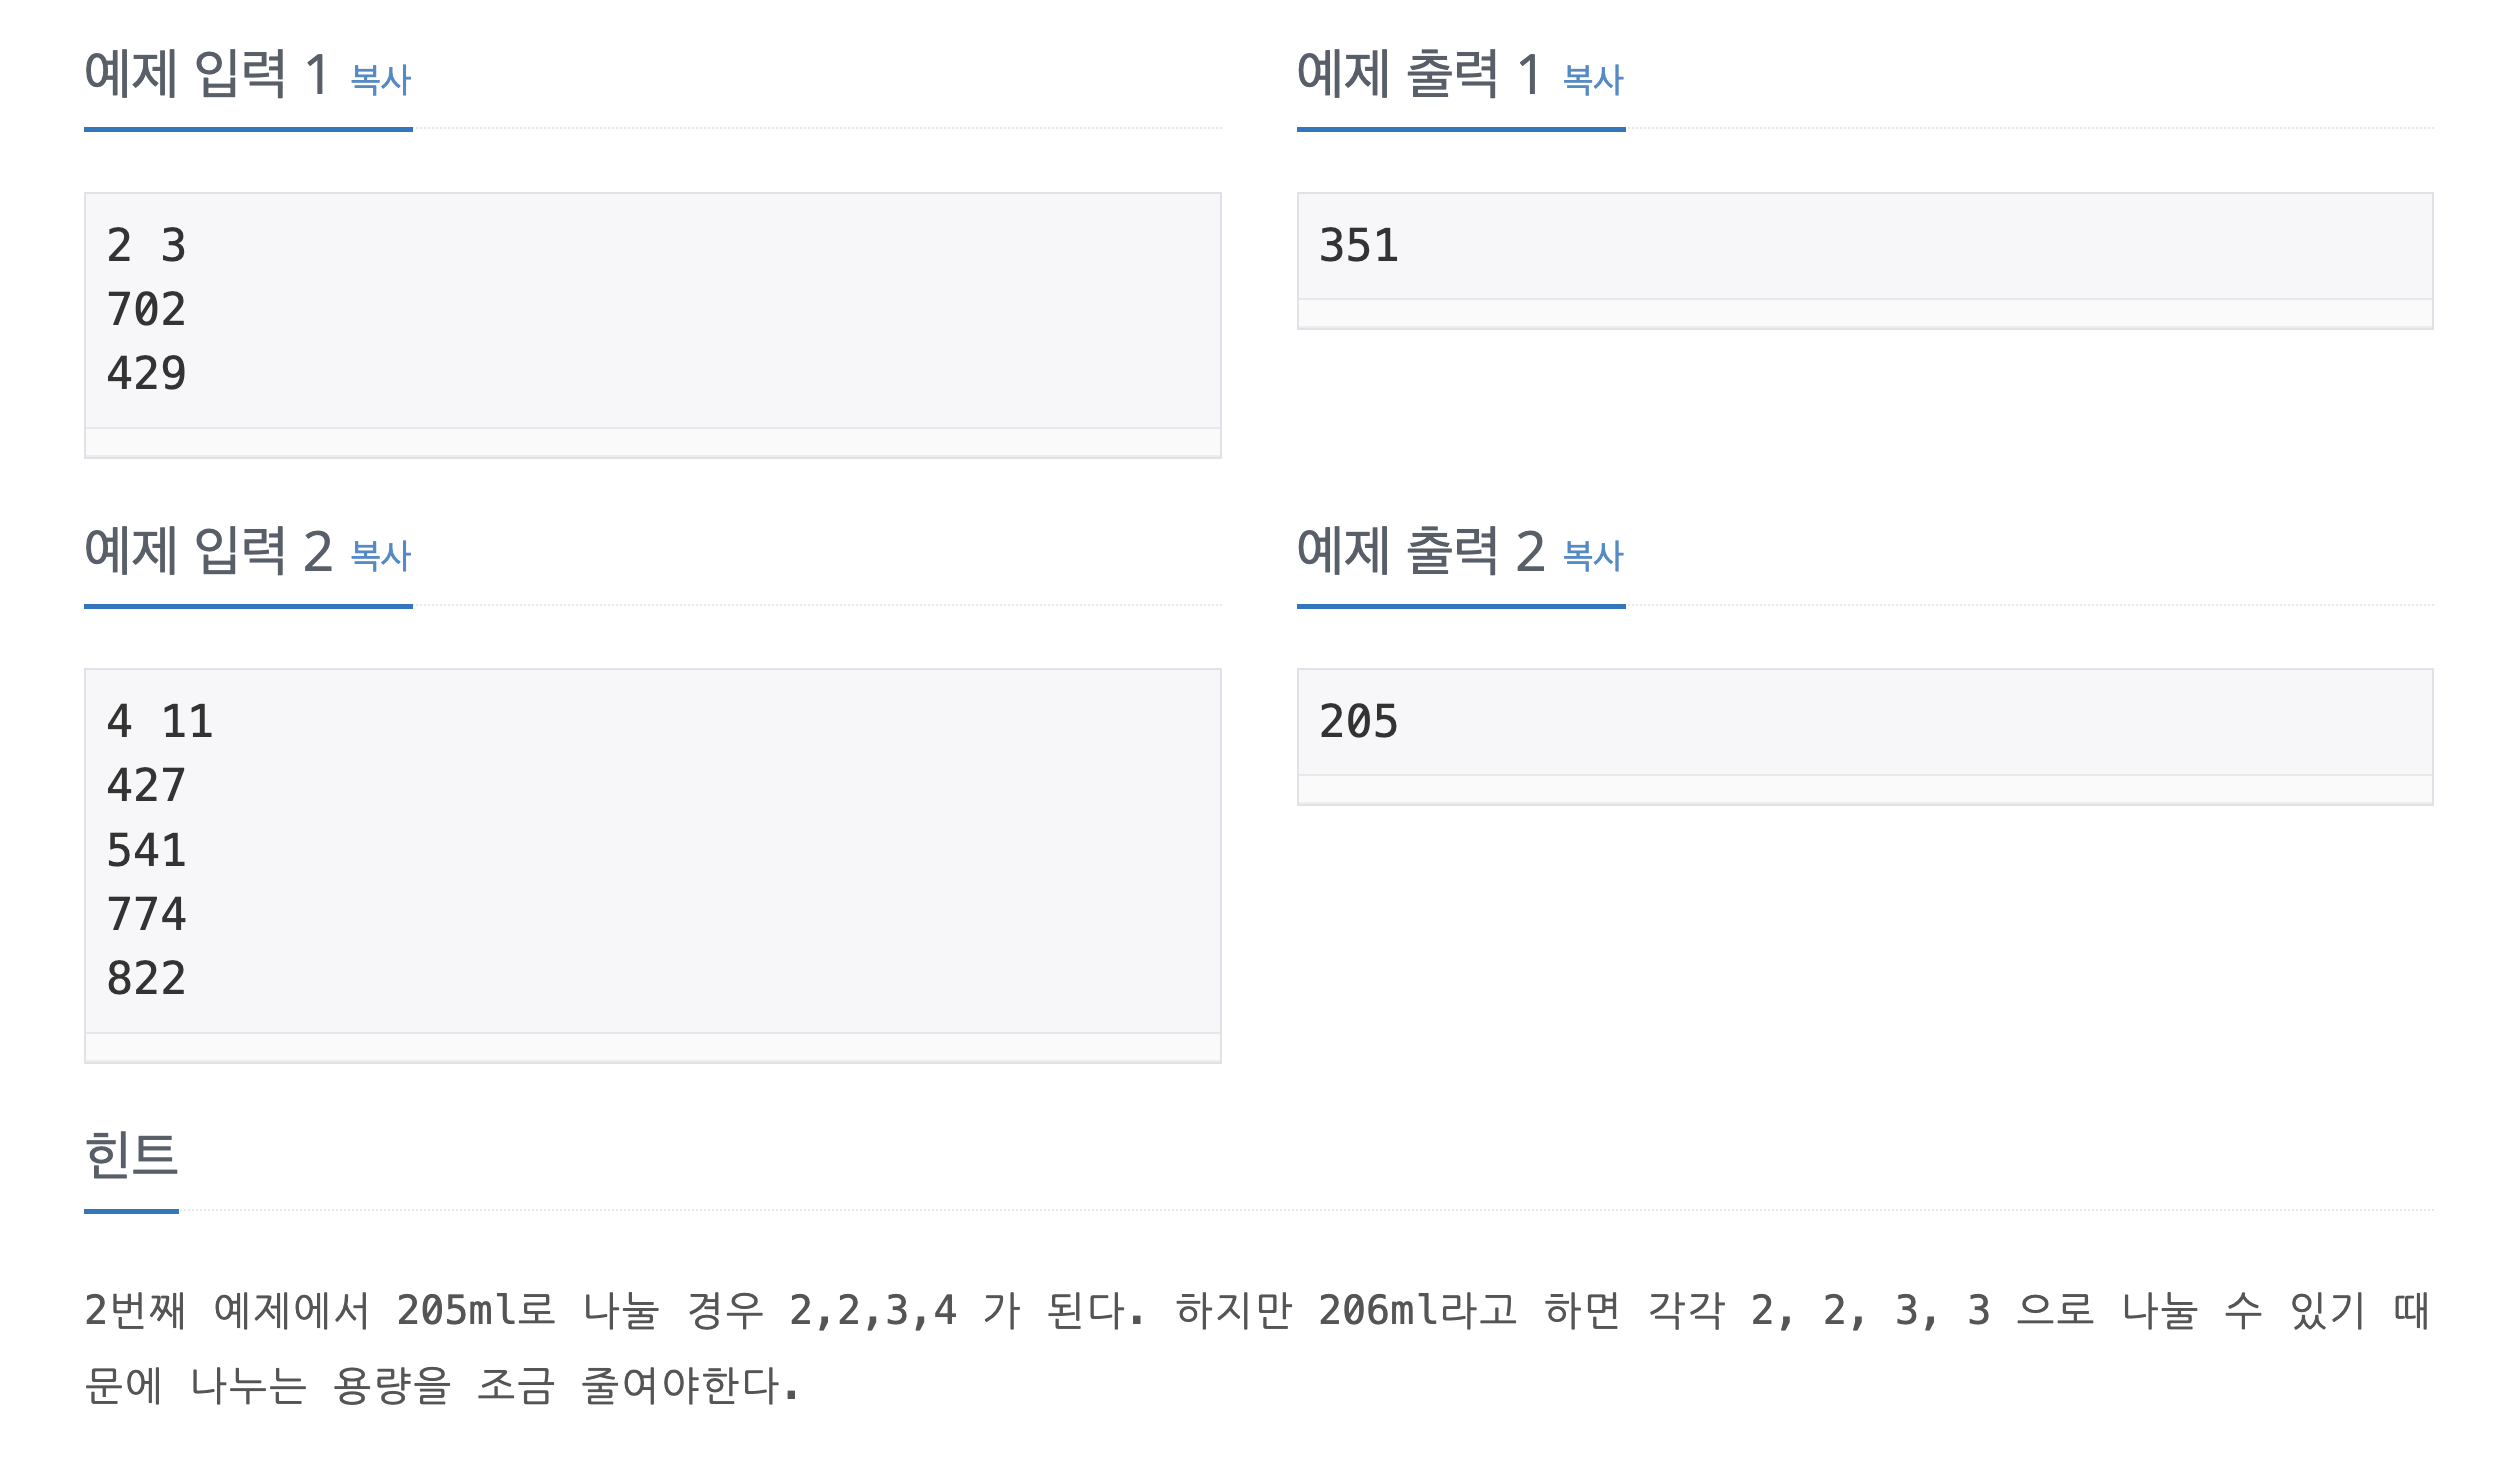 예제 입력 1 복사
예제 출력 1 복사
2 3
702
429
351
예제 입력 2 복사
예제 출력 2 복사
4 11
427
541
774
822
205
힌트
2번째 예제에서 205ml로 나눌 경우 2,2,3,4 가 된다. 하지만 206ml라고 하면 각각 2, 2, 3, 3 으로 나눌 수 있기 때
문에 나누는 용량을 조금 줄여야한다.